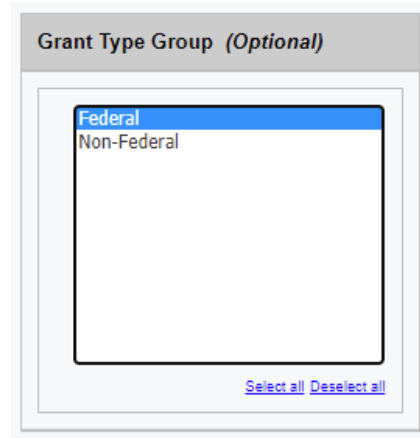 Grant Type Group (Optional)
Federal
Non-Federal
Select all Deselect all